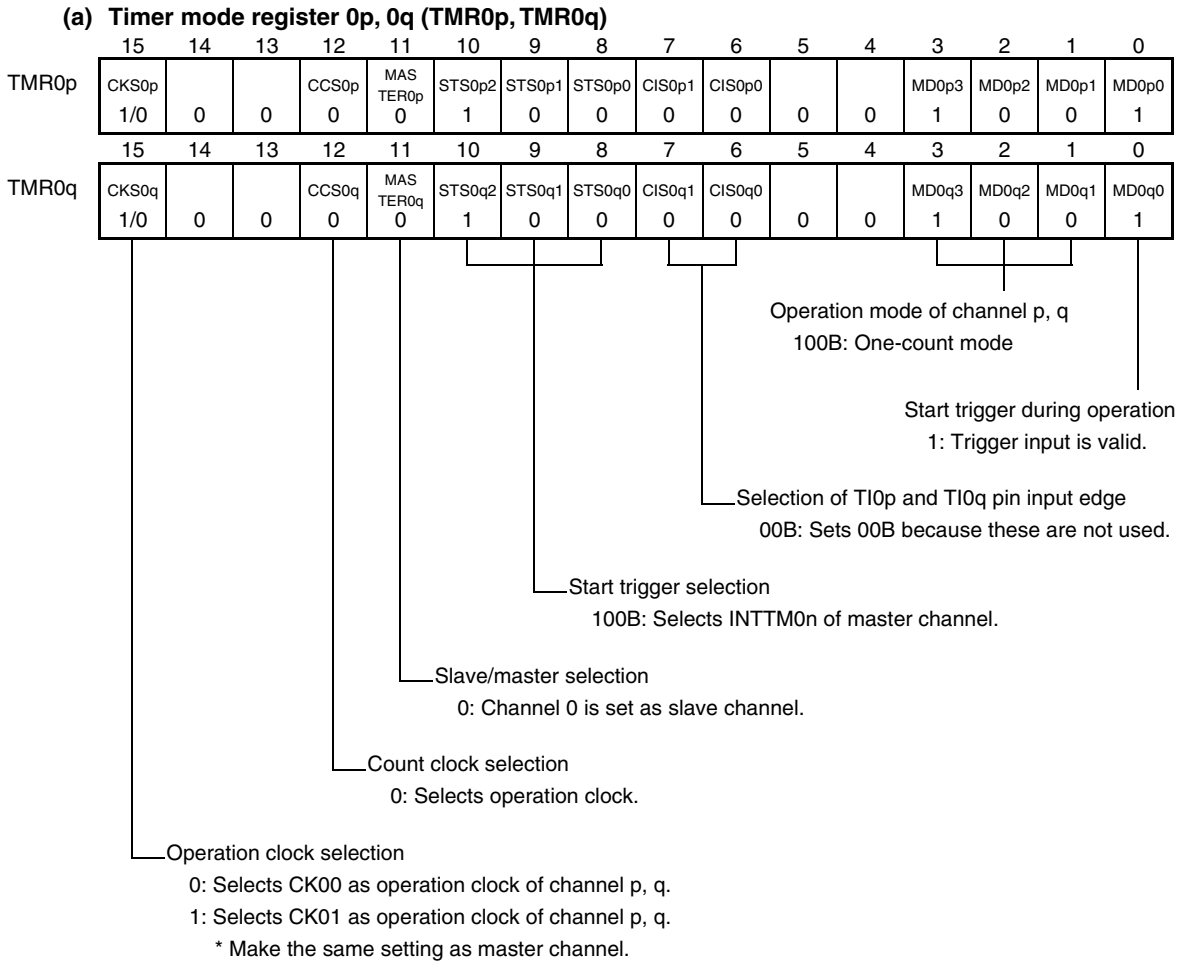 (a) Timer mode register 0p, 0q (TMR0p, TMR0q)
15 14 13 12 11 10 9 8 7 6 5 4 3 2 1 0
TMR0p CKS0p CCS0p MAS TER0p STS0p2 STS0p1 STS0p0 CIS0p1 CIS0p0 MD0p3 MD0p2 MD0p1 MD0p0
1/0 0 0 0 0 1 0 0 0 0 0 0 1 0 0 1
15 14 13 12 11 10 9 8 7 6 5 4 3 2 1 0
TMR0q CKS0q CCS0q MAS TER0q STS0q2 STS0q1 STS0q0 CIS0q1 CIS0q0 MD0q3 MD0q2 MD0q1 MD0q0
1/0 0 0 0 0 1 0 0 0 0 0 0 1 0 0 1
Operation mode of channel p, q
100B: One-count mode
Start trigger during operation
1: Trigger input is valid.
Selection of TI0p and TI0q pin input edge
00B: Sets 00B because these are not used.
Start trigger selection
100B: Selects INTTM0n of master channel.
Slave/master selection
0: Channel 0 is set as slave channel.
Count clock selection
0: Selects operation clock.
Operation clock selection
0: Selects CK00 as operation clock of channel p, q.
1: Selects CK01 as operation clock of channel p, q.
* Make the same setting as master channel.